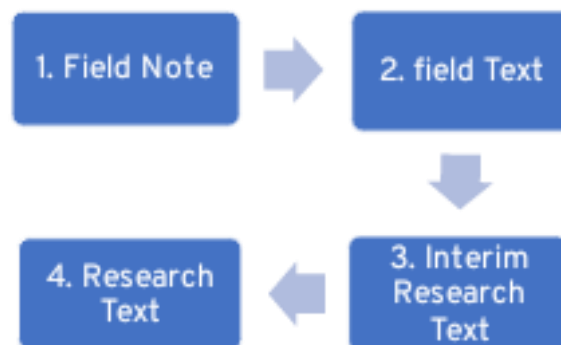 1. Field Note
2. field Text
3. Interim
Research
Text
4. Research
Text